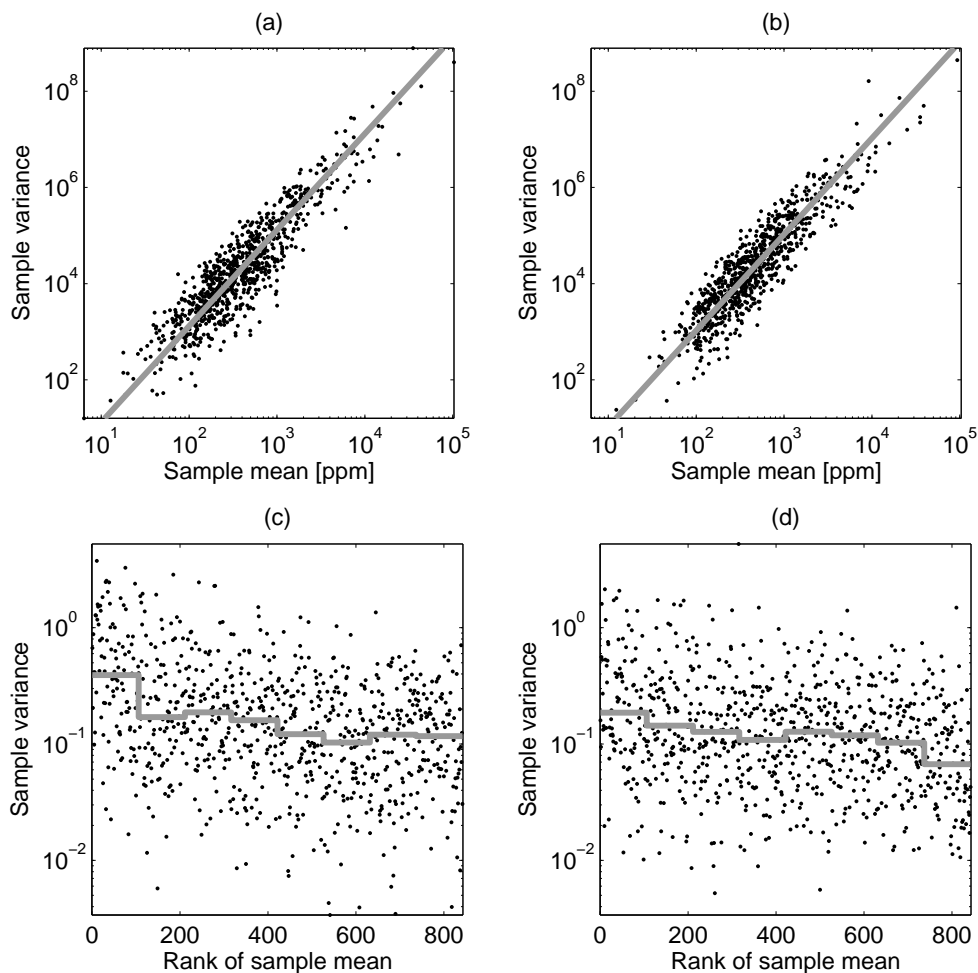 (a)
Sample variance
10^8
10^6
10^4
10^2
10^1 10^2 10^3 10^4 10^5
Sample mean [ppm]
(b)
Sample variance
10^8
10^6
10^4
10^2
10^1 10^2 10^3 10^4 10^5
Sample mean [ppm]
(c)
Sample variance
10^0
10^-1
10^-2
0 200 400 600 800
Rank of sample mean
(d)
Sample variance
10^0
10^-1
10^-2
0 200 400 600 800
Rank of sample mean